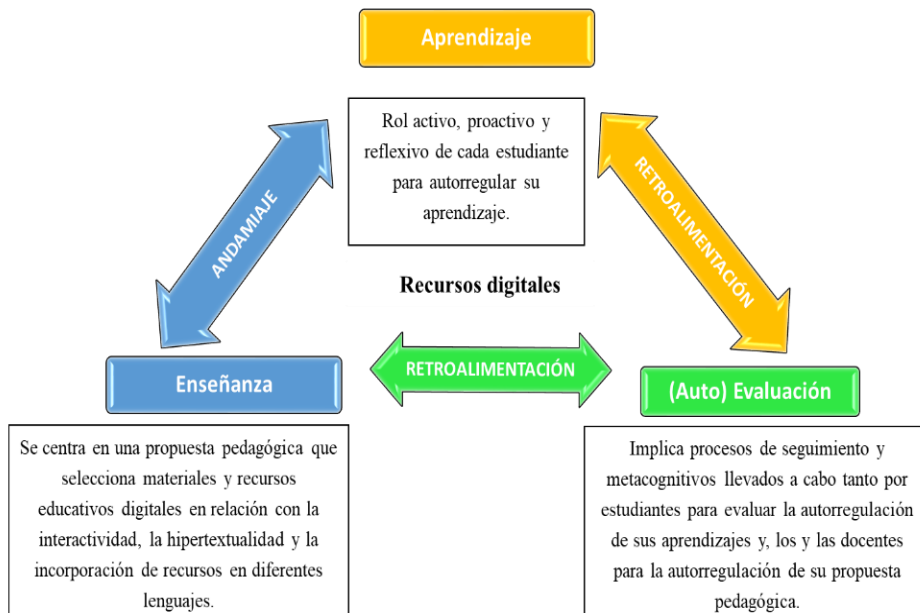 Aprendizaje
Rol activo, proactivo y
reflexivo de cada estudiante
para autorregular su
aprendizaje.
ANDAMIAJE
RETROALIMENTACIÓN
Recursos digitales
RETROALIMENTACIÓN
Enseñanza
Se centra en una propuesta pedagógica que
selecciona materiales y recursos
educativos digitales en relación con la
interactividad, la hipertextualidad y la
incorporación de recursos en diferentes
lenguajes.
(Auto) Evaluación
Implica procesos de seguimiento y
metacognitivos llevados a cabo tanto por
estudiantes para evaluar la autorregulación
de sus aprendizajes y, los y las docentes
para la autorregulación de su propuesta
pedagógica.